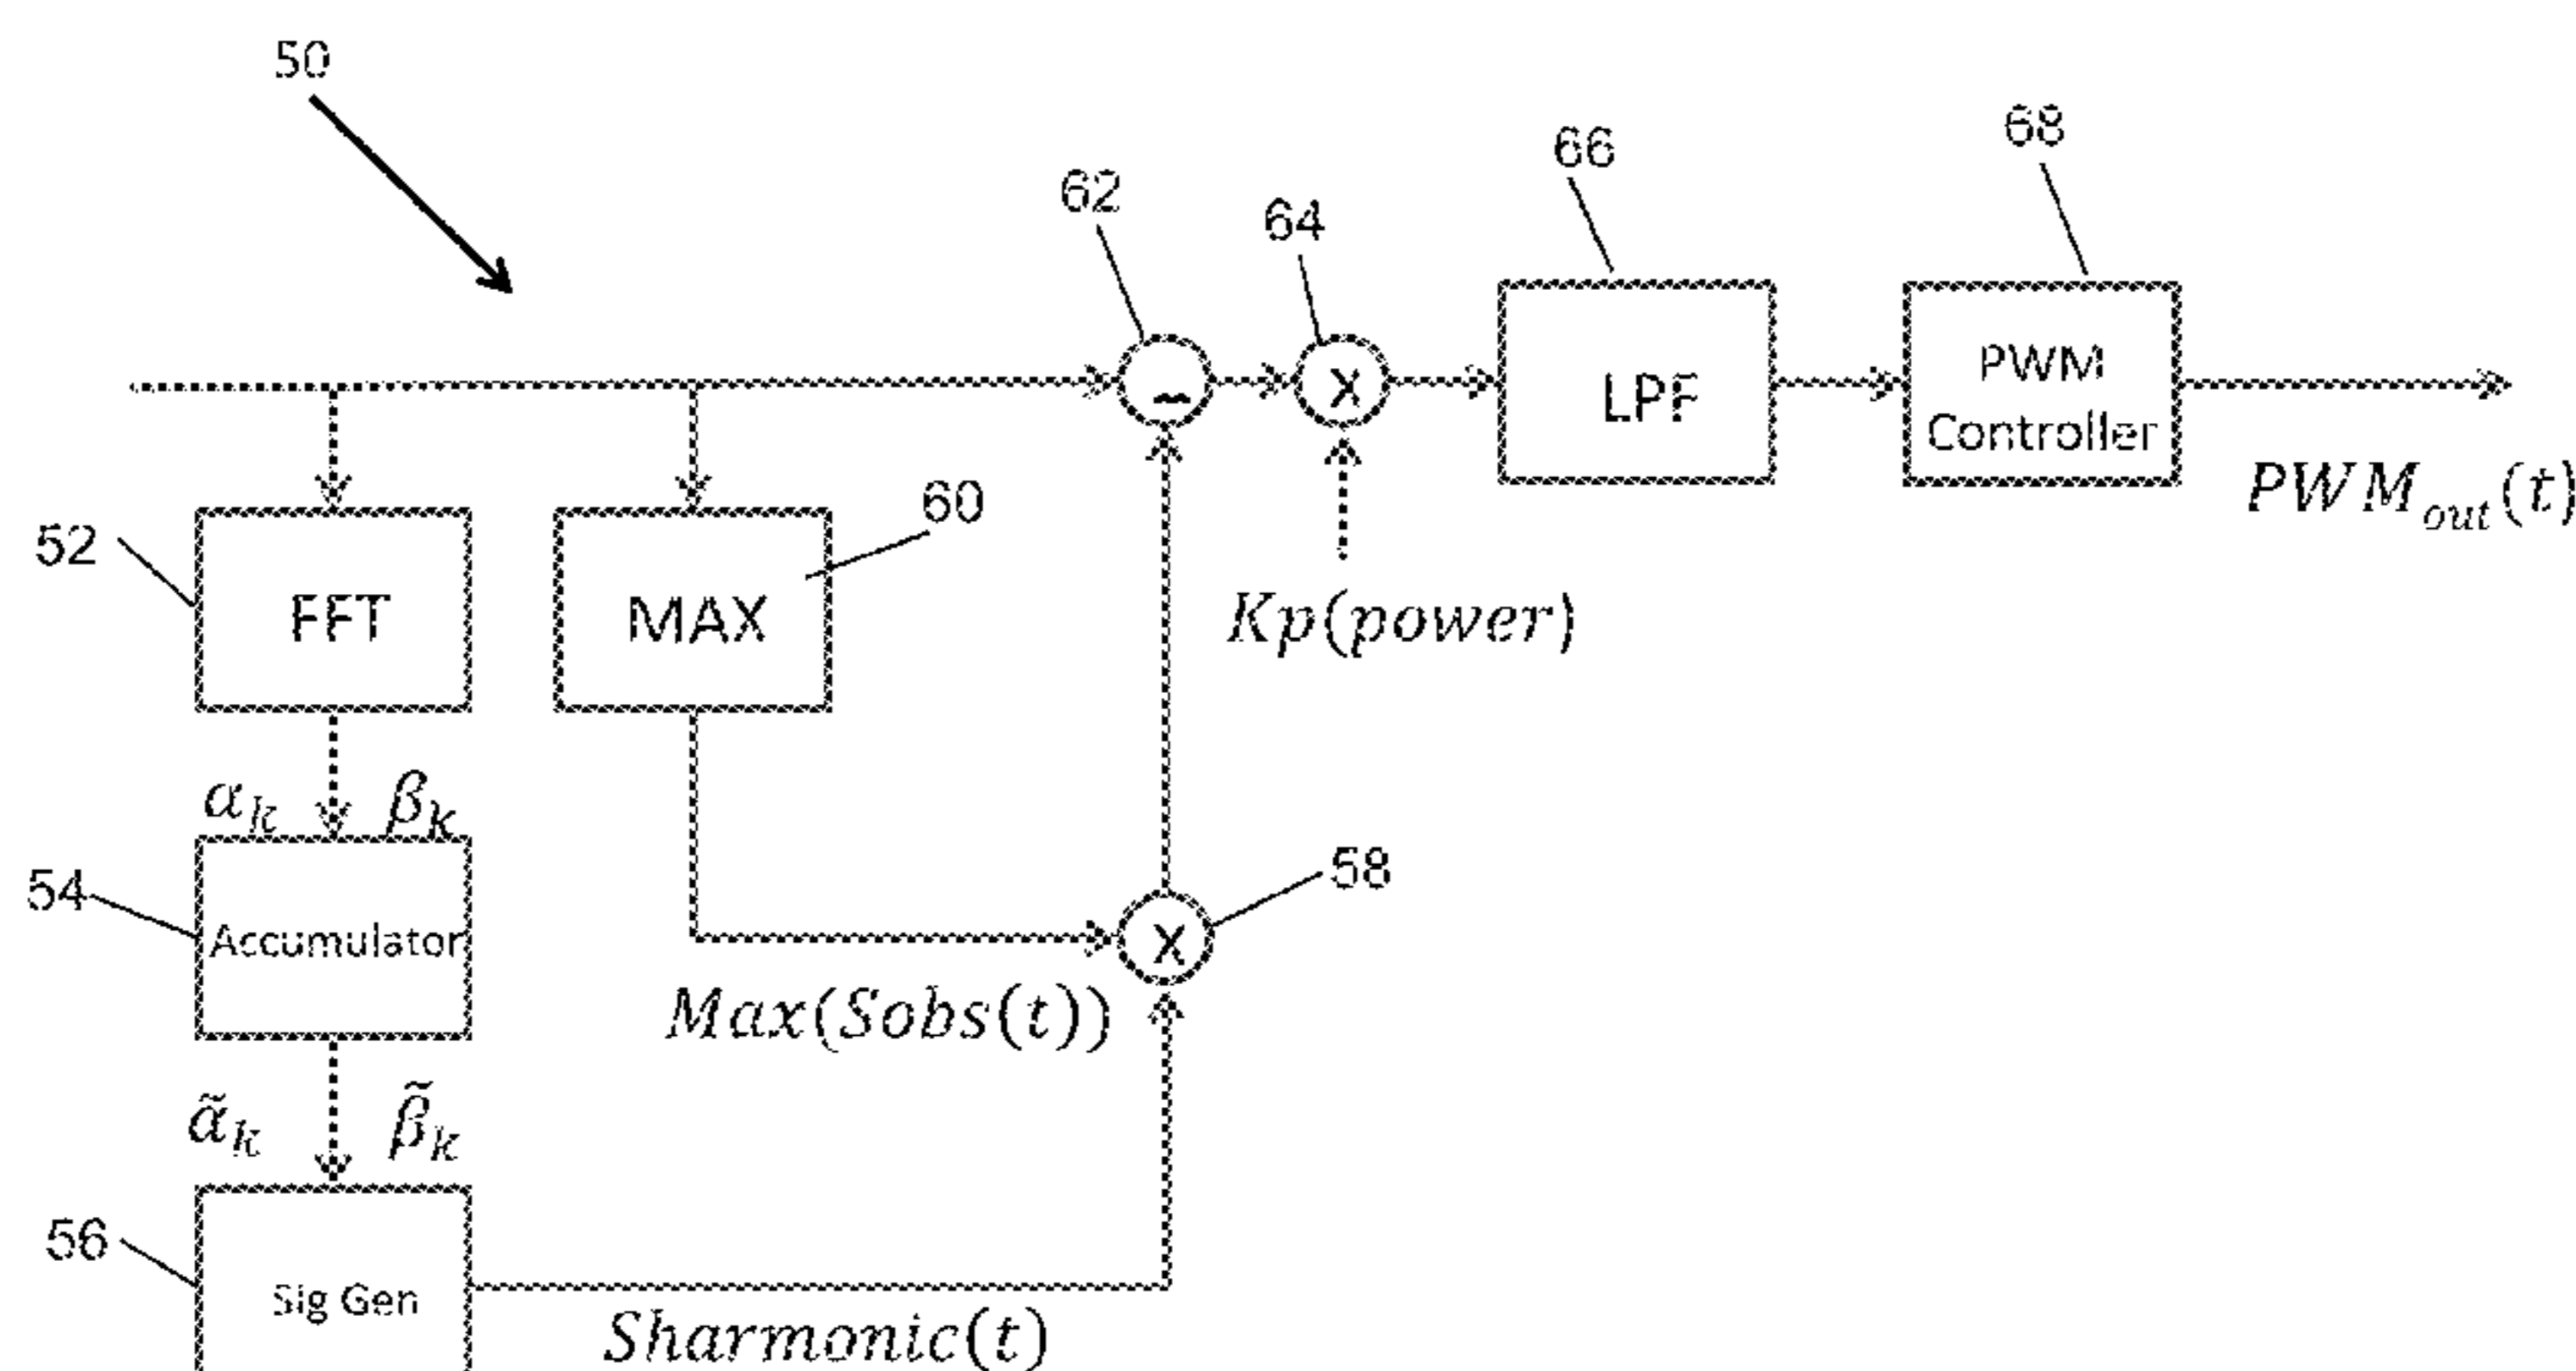 50
62
64
66
68
LPF
PWM
Controller
PWM_out(t)
52
FFT
MAX
60
Kp(power)
α_k β_k
54
Accumulator
58
Max(Sobs(t))
α̃_k β̃_k
56
Sig Gen
Sharmonic(t)
−
X
X